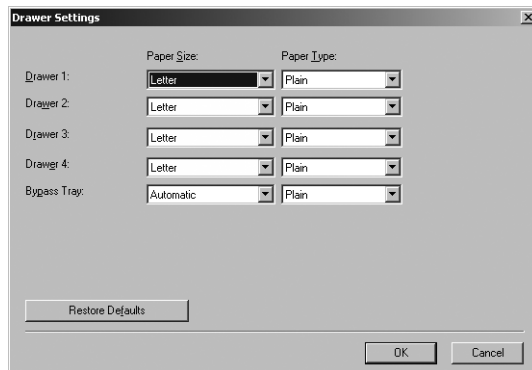 Drawer Settings
Paper Size: Paper Type:
Drawer 1: Letter Plain
Drawer 2: Letter Plain
Drawer 3: Letter Plain
Drawer 4: Letter Plain
Bypass Tray: Automatic Plain
Restore Defaults
OK Cancel